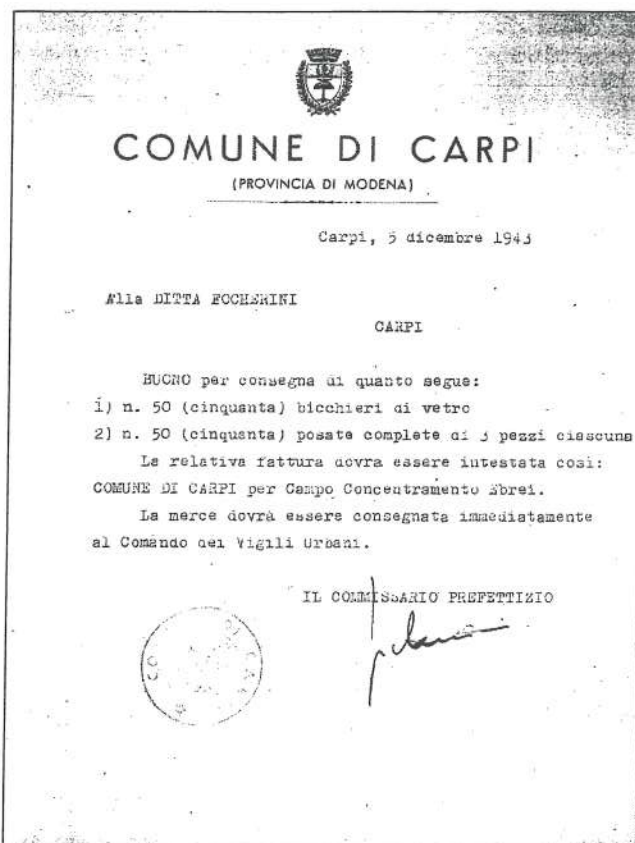 COMUNE DI CARPI
(PROVINCIA DI MODENA)
Carpi, 5 dicembre 1943
Alla DITTA FOCHERINI
CARPI
BUONO per consegna di quanto segue:
1) n. 50 (cinquanta) bicchieri di vetro
2) n. 50 (cinquanta) posate complete di 3 pezzi ciascuna
La relativa fattura dovra essere intestata così:
COMUNE DI CARPI per Campo Concentramento Ebrei.
La merce dovrà essere consegnata immediatamente
al Comando dei Vigili Urbani.
IL COMMISSARIO PREFETTIZIO